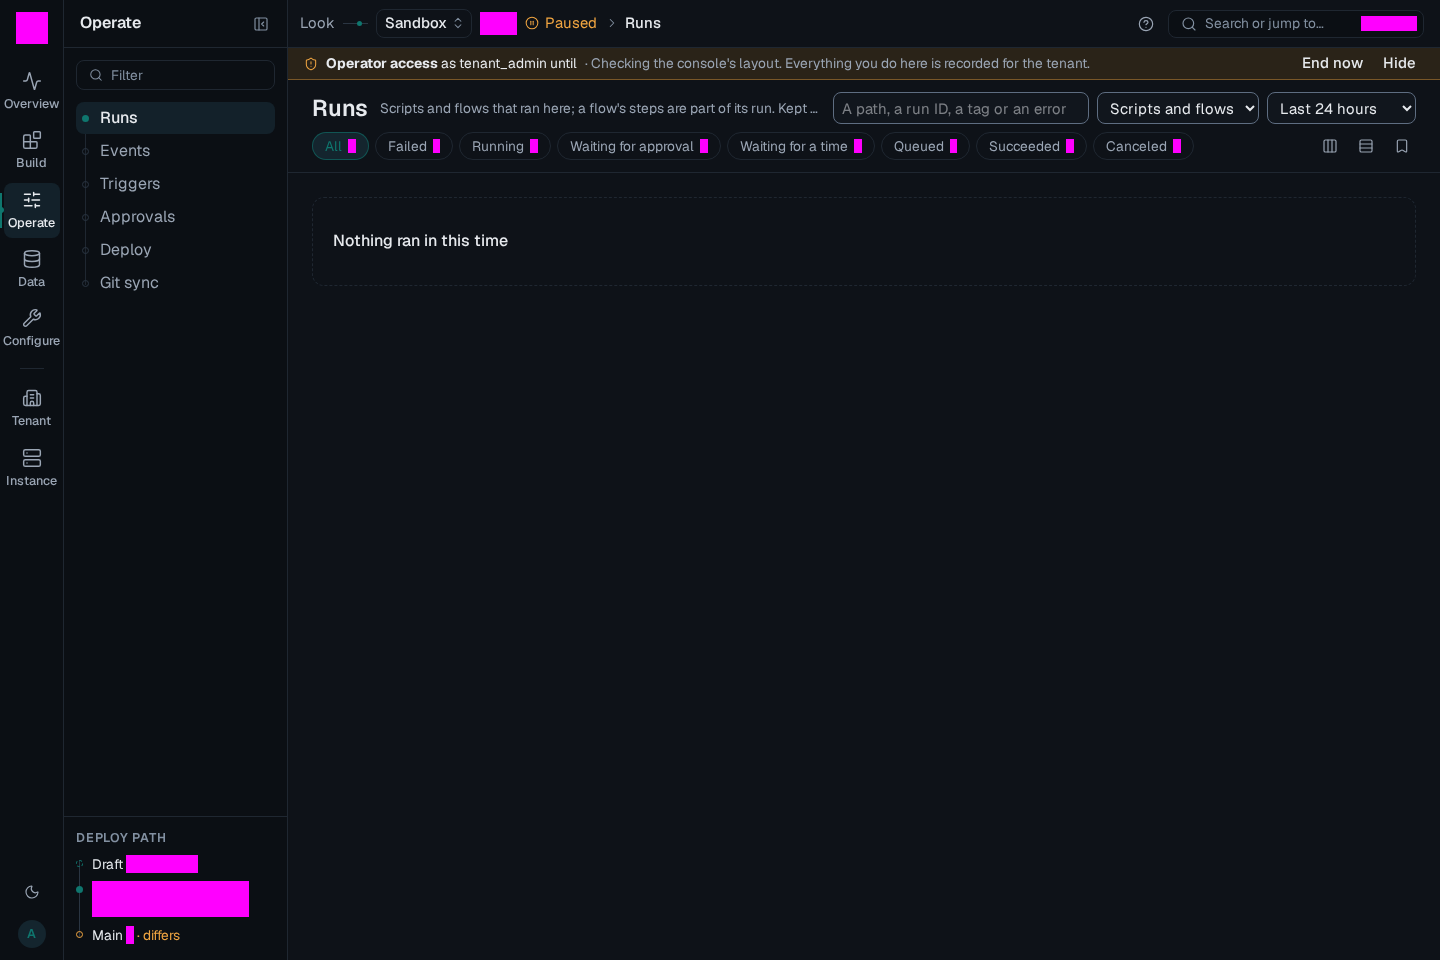 Operate
Look
Sandbox
Paused
Runs
Search or jump to...
Operator access as tenant_admin until · Checking the console's layout. Everything you do here is recorded for the tenant.
End now
Hide
Overview
Build
Operate
Data
Configure
Tenant
Instance
A
Filter
Runs
Events
Triggers
Approvals
Deploy
Git sync
DEPLOY PATH
Draft
Main · differs
Runs
Scripts and flows that ran here; a flow's steps are part of its run. Kept ...
A path, a run ID, a tag or an error
Scripts and flows
Last 24 hours
All
Failed
Running
Waiting for approval
Waiting for a time
Queued
Succeeded
Canceled
Nothing ran in this time